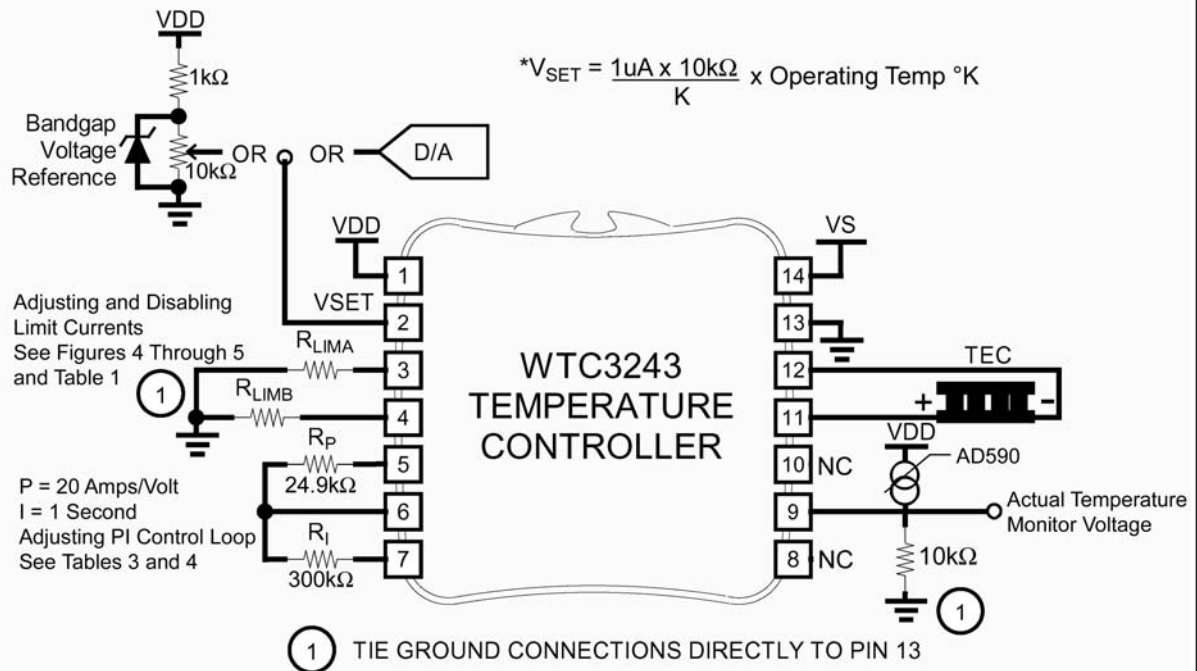 VDD
1kΩ
*VSET = 1uA x 10kΩ / K x Operating Temp °K
Bandgap
Voltage
Reference
10kΩ
OR
OR
D/A
VDD
VS
1
14
VSET
2
13
Adjusting and Disabling
Limit Currents
See Figures 4 Through 5
and Table 1
1
RLIMA
3
12
TEC
RLIMB
4
11
+
-
WTC3243
TEMPERATURE
CONTROLLER
VDD
AD590
RP
24.9kΩ
5
10
NC
P = 20 Amps/Volt
I = 1 Second
Adjusting PI Control Loop
See Tables 3 and 4
6
9
Actual Temperature
Monitor Voltage
RI
300kΩ
7
8
NC
10kΩ
1
1 TIE GROUND CONNECTIONS DIRECTLY TO PIN 13